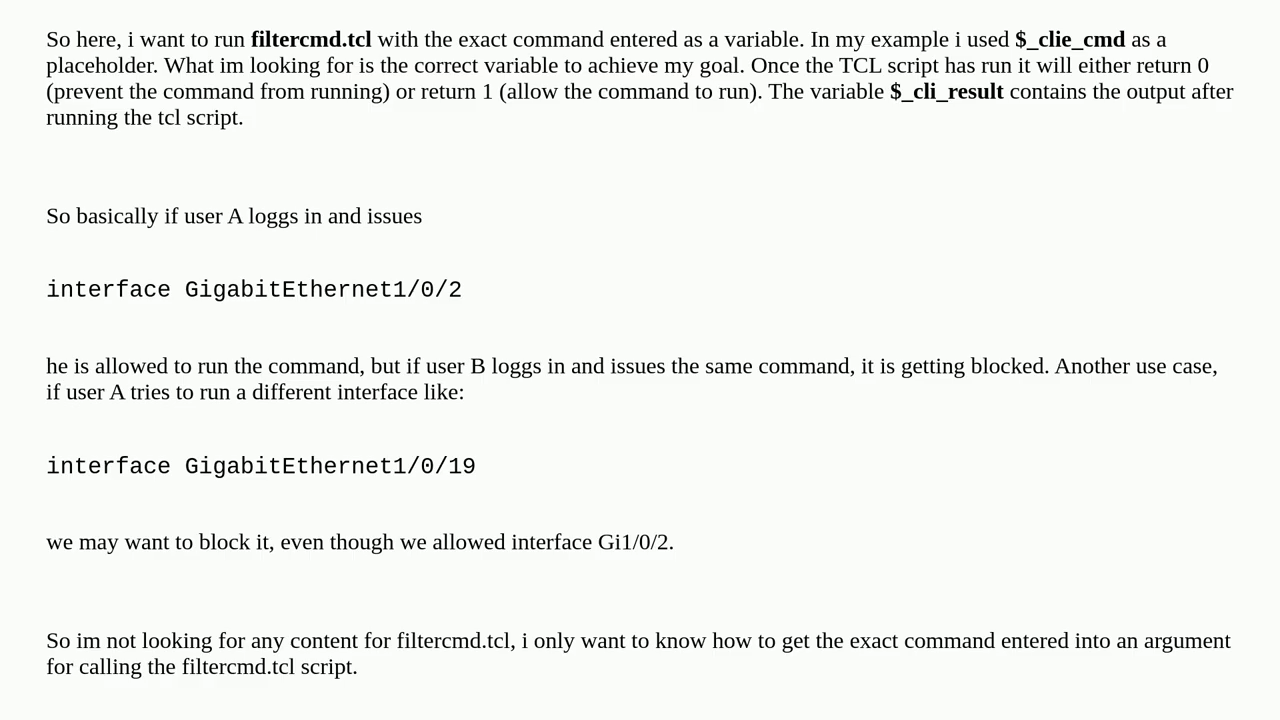 So here, i want to run filtercmd.tcl with the exact command entered as a variable. In my example i used $_clie_cmd as a
placeholder. What im looking for is the correct variable to achieve my goal. Once the TCL script has run it will either return 0
(prevent the command from running) or return 1 (allow the command to run). The variable $_cli_result contains the output after
running the tcl script.
So basically if user A loggs in and issues
interface GigabitEthernet1/0/2
he is allowed to run the command, but if user B loggs in and issues the same command, it is getting blocked. Another use case,
if user A tries to run a different interface like:
interface GigabitEthernet1/0/19
we may want to block it, even though we allowed interface Gi1/0/2.
So im not looking for any content for filtercmd.tcl, i only want to know how to get the exact command entered into an argument
for calling the filtercmd.tcl script.